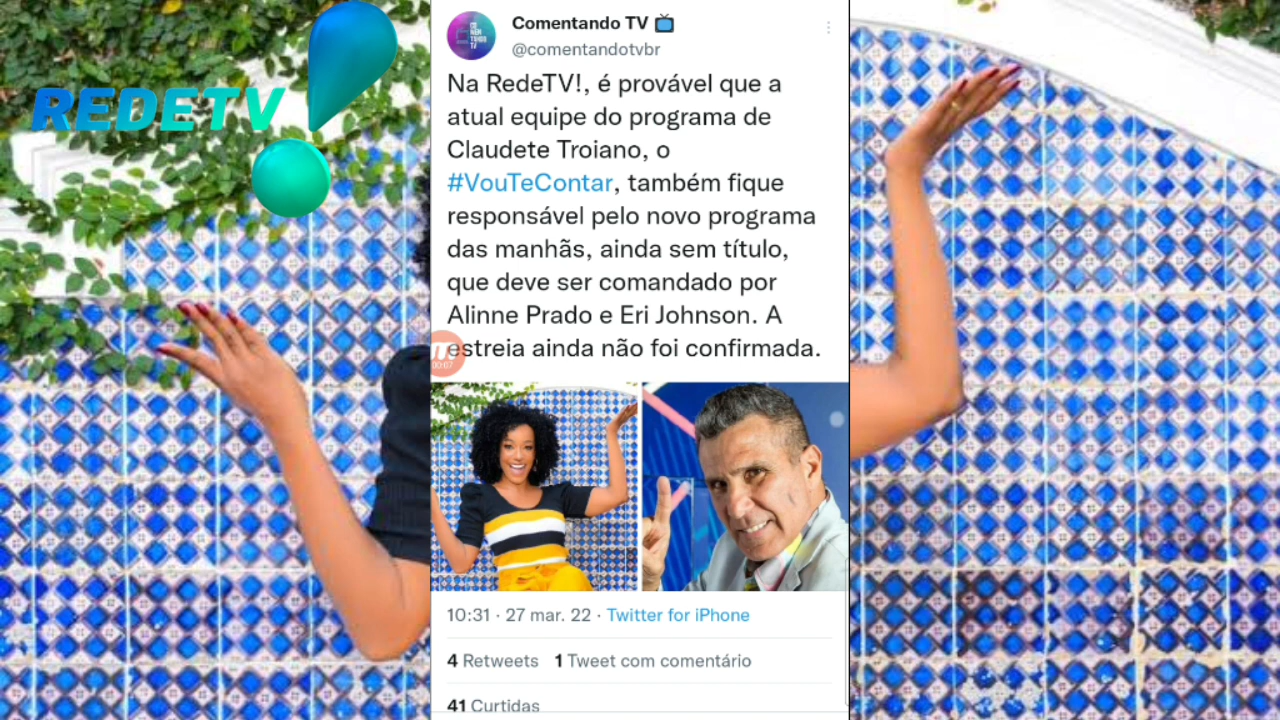 REDETV
Comentando TV
@comentandotvbr
Na RedeTV!, é provável que a
atual equipe do programa de
Claudete Troiano, o
#VouTeContar, também fique
responsável pelo novo programa
das manhãs, ainda sem título,
que deve ser comandado por
Alinne Prado e Eri Johnson. A
estreia ainda não foi confirmada.
00:07
10:31 · 27 mar. 22 · Twitter for iPhone
4 Retweets 1 Tweet com comentário
41 Curtidas